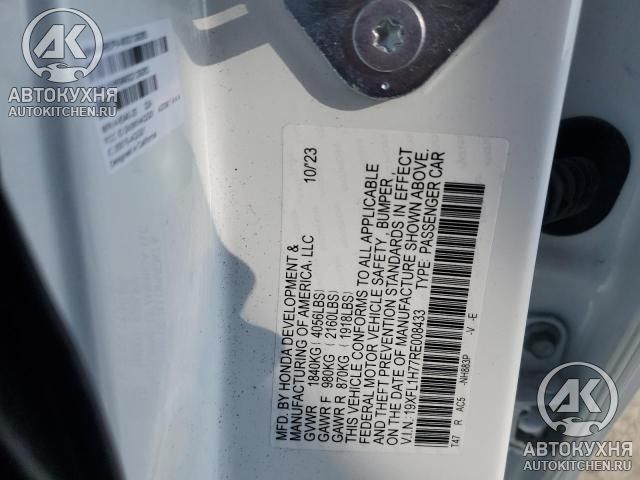 АВТОКУХНЯ
AVTOKITCHEN.RU
MFD. BY HONDA DEVELOPMENT &
MANUFACTURING OF AMERICA, LLC 10/'23
GVWR 1840KG ( 4056LBS)
GAWR F 980KG ( 2160LBS)
GAWR R 870KG ( 1918LBS)
THIS VEHICLE CONFORMS TO ALL APPLICABLE
FEDERAL MOTOR VEHICLE SAFETY, BUMPER,
AND THEFT PREVENTION STANDARDS IN EFFECT
ON THE DATE OF MANUFACTURE SHOWN ABOVE.
V.I.N.: 19XFL1H77RE008433 TYPE: PASSENGER CAR
T47 R AC5 -NH883P -V -E
АВТОКУХНЯ
AVTOKITCHEN.RU